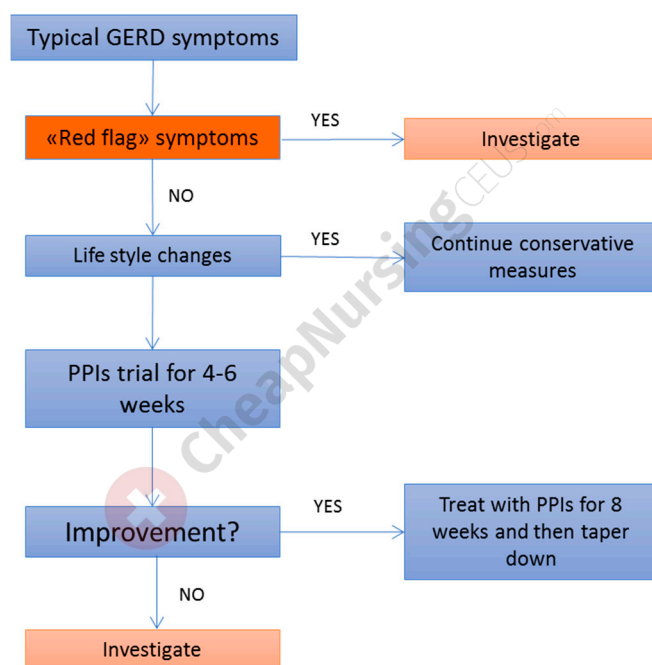 Typical GERD symptoms
«Red flag» symptoms
YES
Investigate
NO
Life style changes
YES
Continue conservative
measures
PPIs trial for 4-6
weeks
Improvement?
YES
Treat with PPIs for 8
weeks and then taper
down
NO
Investigate
CheapNursingCEUS.com